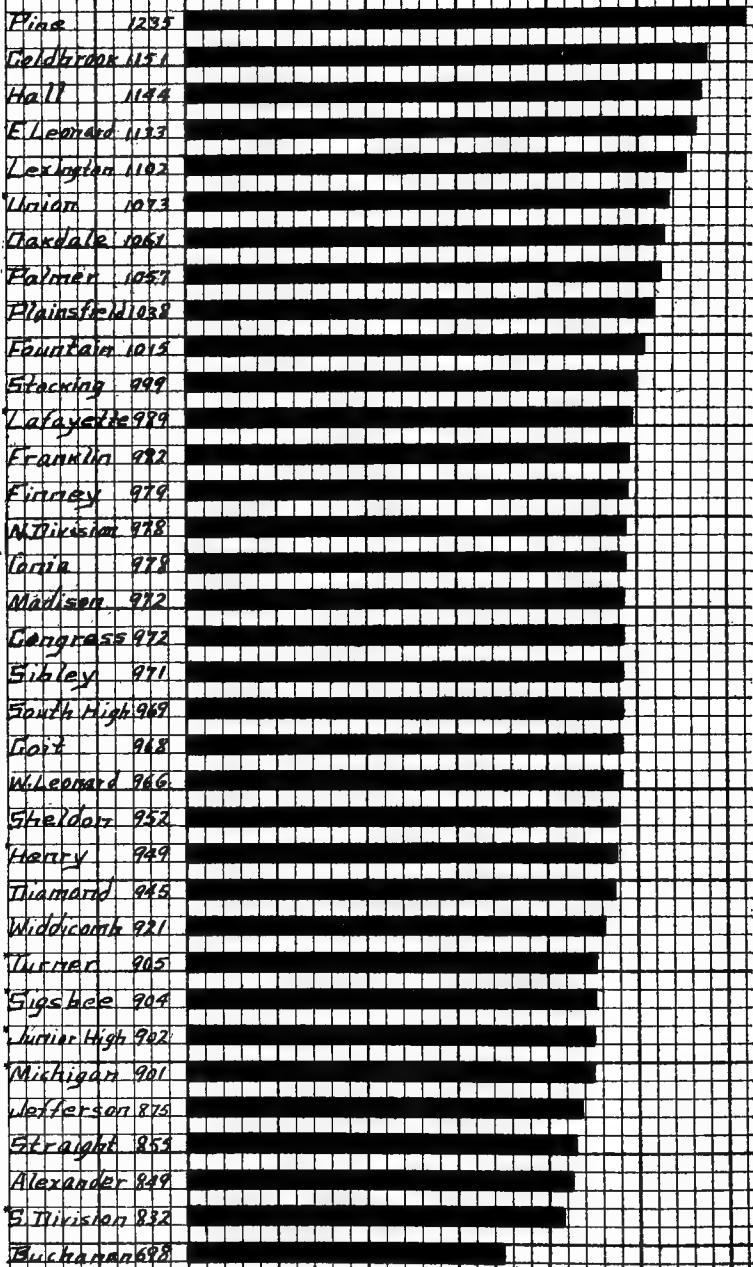 Pine 1235
Coldbrook 1151
Hall 1144
E Leonard 1133
Lexington 1102
Union 1073
Oakdale 1061
Palmer 1057
Plainsfield 1038
Fountain 1015
Stocking 999
Lafayette 989
Franklin 982
Finney 979
N. Division 978
Ionia 978
Madison 972
Congress 972
Sibley 971
South High 969
Coit 968
W. Leonard 966
Sheldon 952
Henry 949
Diamond 945
Widdicomb 921
Turner 905
Sigsbee 904
Junior High 902
Michigan 901
Jefferson 875
Straight 855
Alexander 849
S. Division 832
Buchanan 698